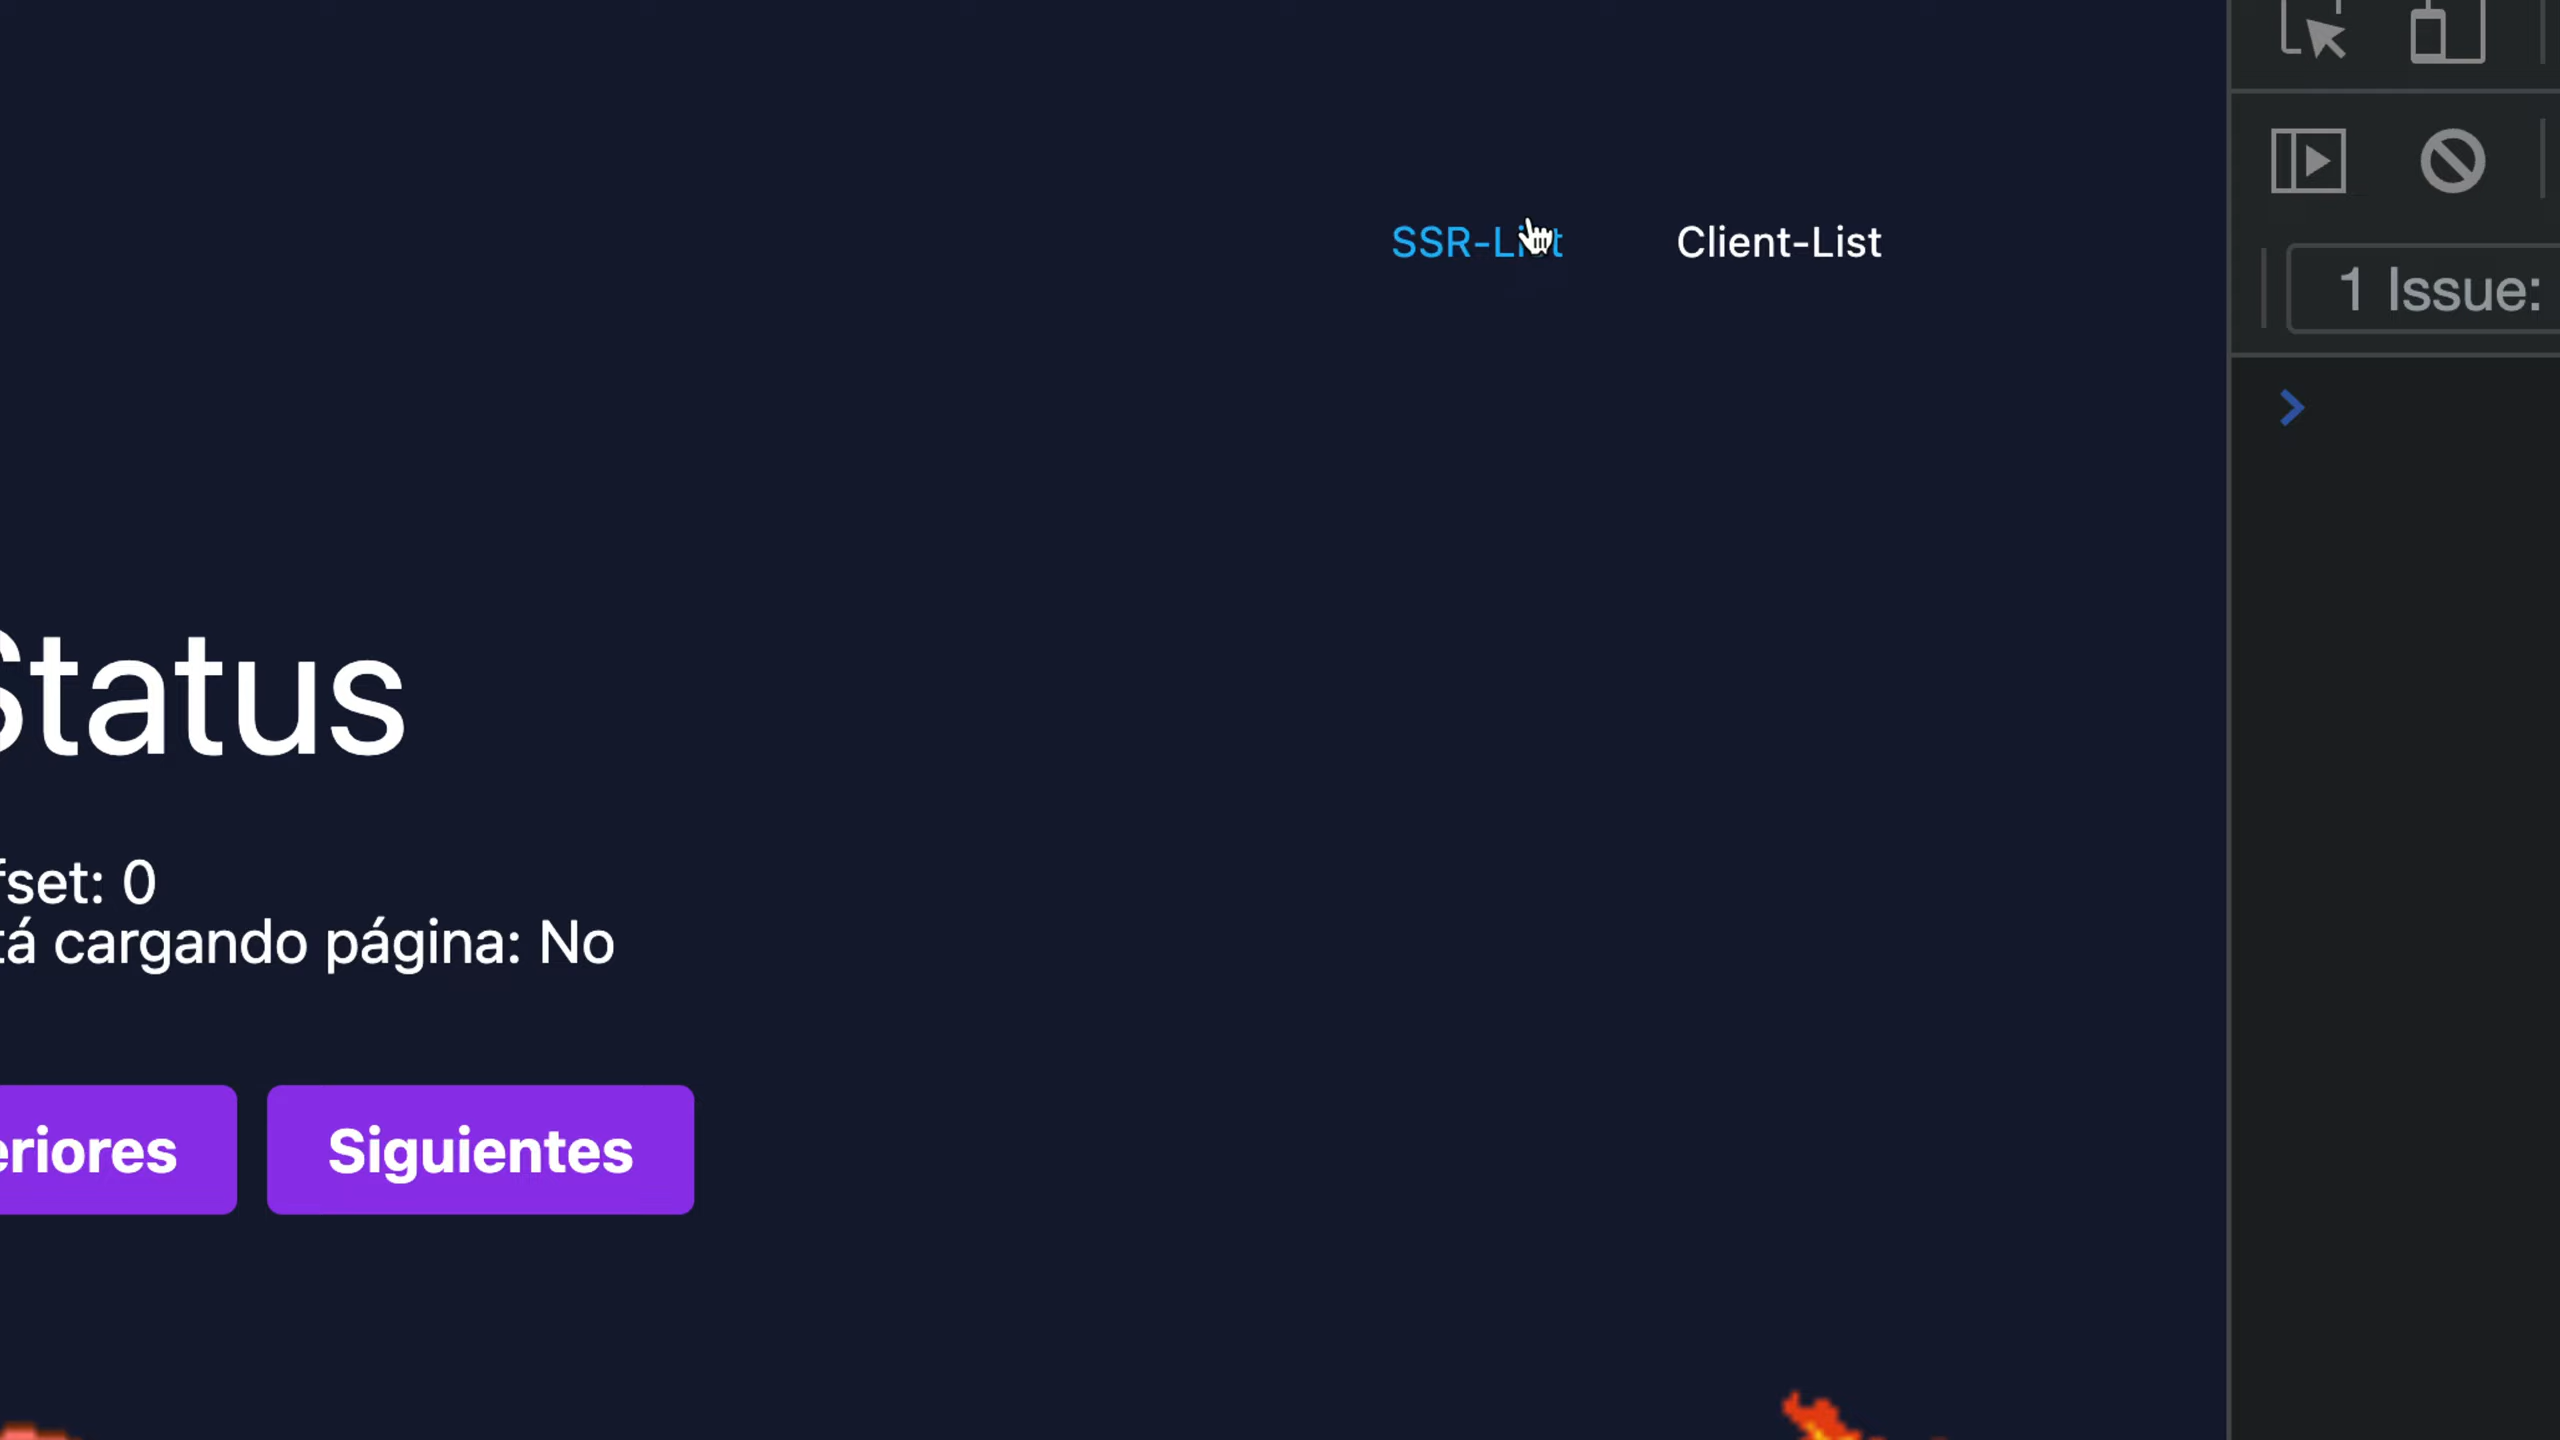 SSR-List Client-List
1 Issue:
Status
fset: 0
tá cargando página: No
eriores Siguientes